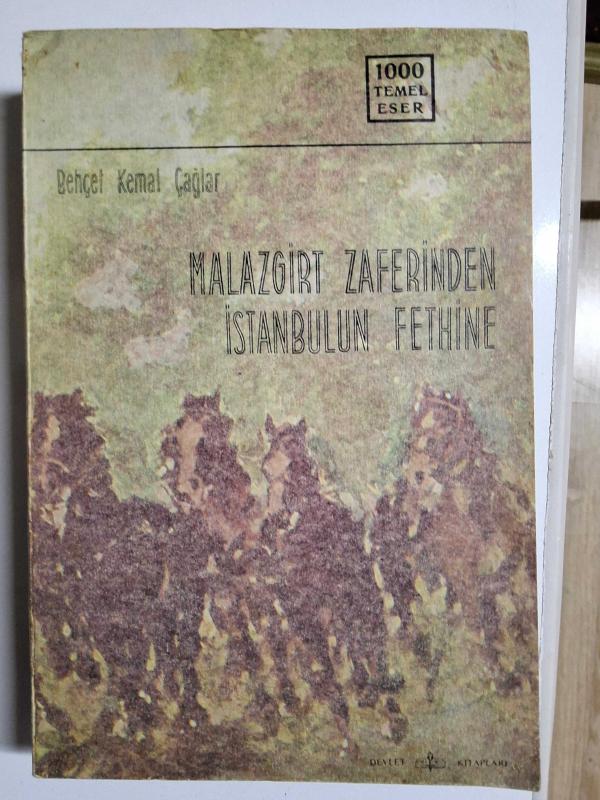 1000
TEMEL
ESER
Behçet Kemal Çağlar
MALAZGİRT ZAFERİNDEN
İSTANBULUN FETHİNE
DEVLET KİTAPLARI